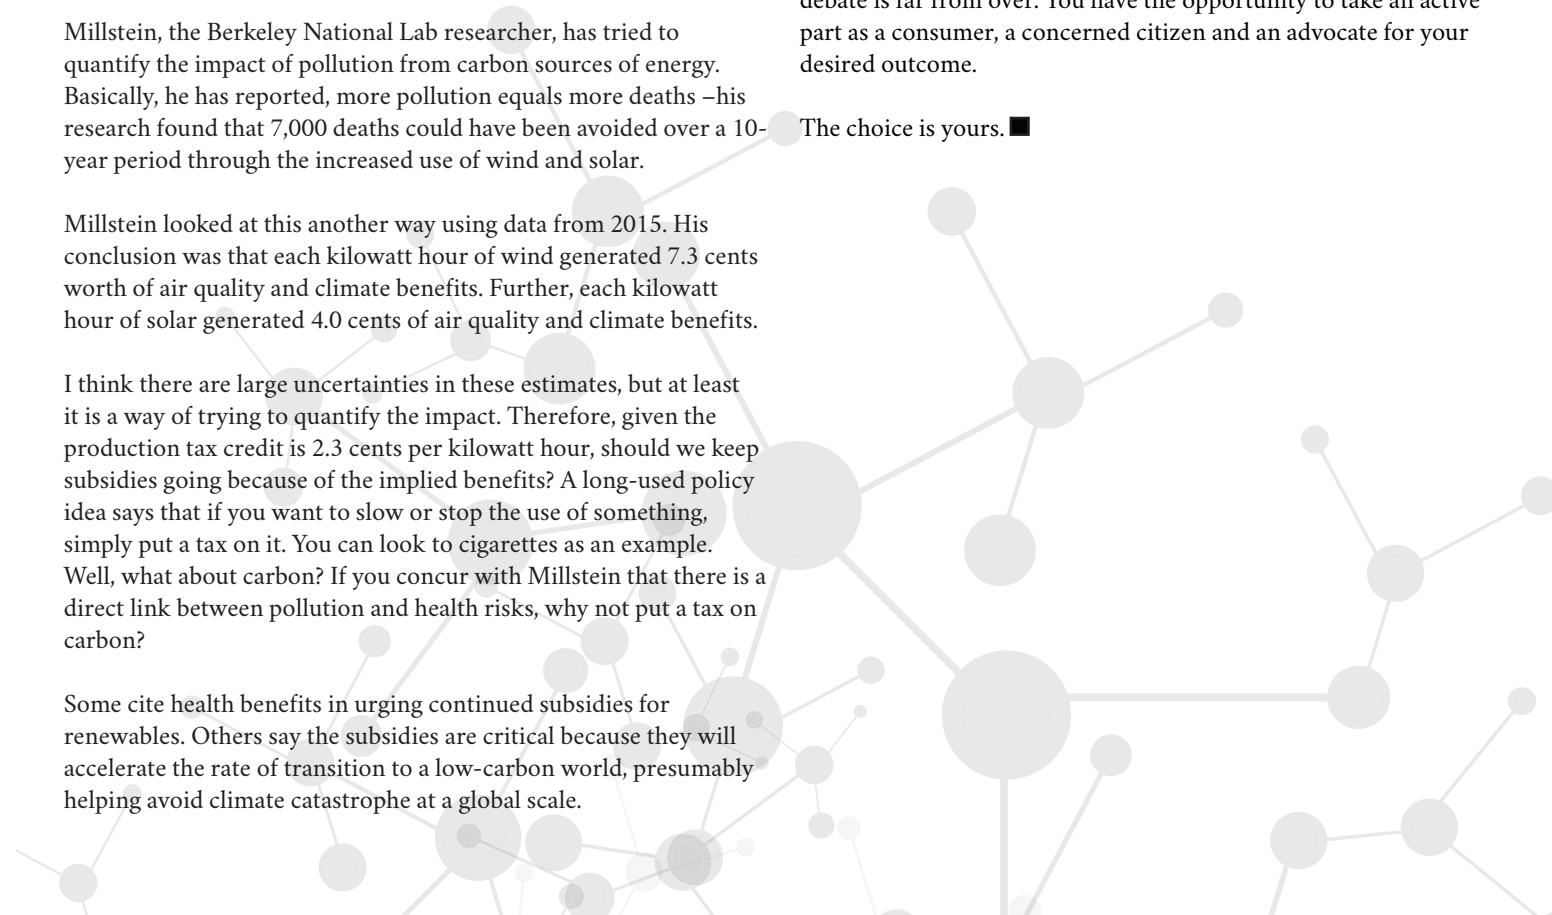 Millstein, the Berkeley National Lab researcher, has tried to
quantify the impact of pollution from carbon sources of energy.
Basically, he has reported, more pollution equals more deaths –his
research found that 7,000 deaths could have been avoided over a 10-
year period through the increased use of wind and solar.
Millstein looked at this another way using data from 2015. His
conclusion was that each kilowatt hour of wind generated 7.3 cents
worth of air quality and climate benefits. Further, each kilowatt
hour of solar generated 4.0 cents of air quality and climate benefits.
I think there are large uncertainties in these estimates, but at least
it is a way of trying to quantify the impact. Therefore, given the
production tax credit is 2.3 cents per kilowatt hour, should we keep
subsidies going because of the implied benefits? A long-used policy
idea says that if you want to slow or stop the use of something,
simply put a tax on it. You can look to cigarettes as an example.
Well, what about carbon? If you concur with Millstein that there is a
direct link between pollution and health risks, why not put a tax on
carbon?
Some cite health benefits in urging continued subsidies for
renewables. Others say the subsidies are critical because they will
accelerate the rate of transition to a low-carbon world, presumably
helping avoid climate catastrophe at a global scale.
debate is far from over. You have the opportunity to take an active
part as a consumer, a concerned citizen and an advocate for your
desired outcome.
The choice is yours.